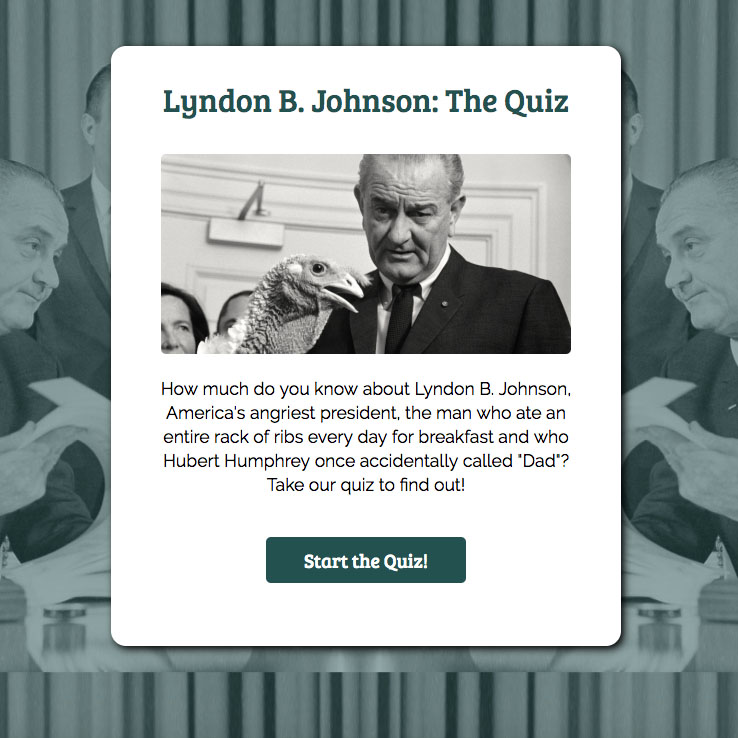 Lyndon B. Johnson: The Quiz
How much do you know about Lyndon B. Johnson,
America's angriest president, the man who ate an
entire rack of ribs every day for breakfast and who
Hubert Humphrey once accidentally called "Dad"?
Take our quiz to find out!
Start the Quiz!